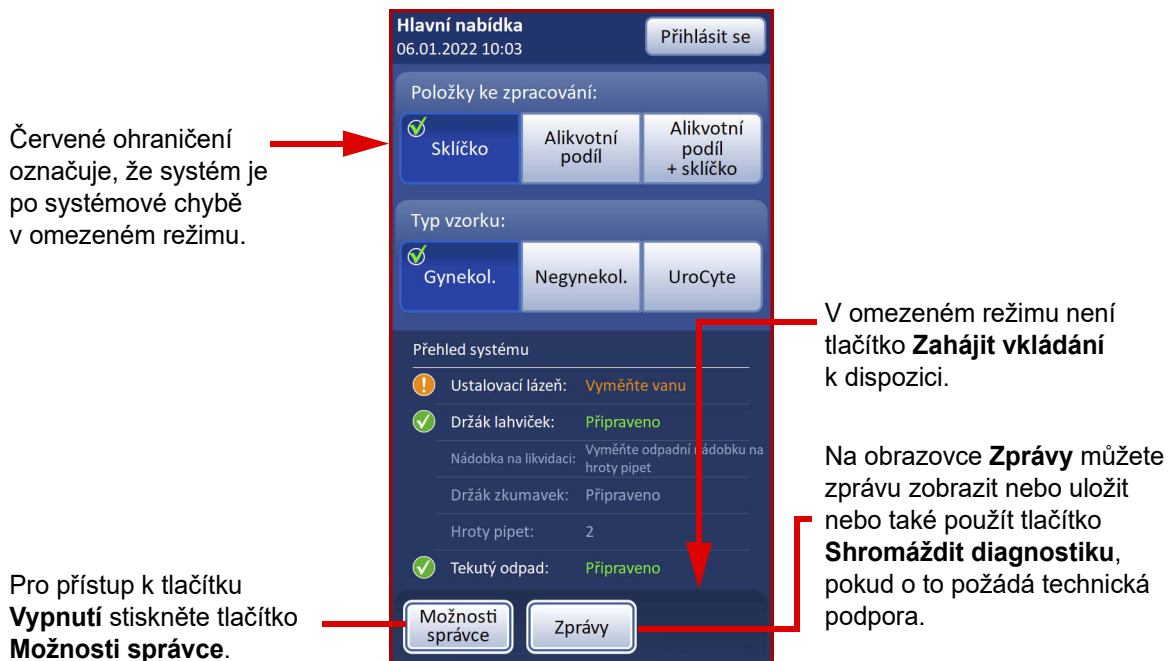 Hlavní nabídka
06.01.2022 10:03
Přihlásit se
Položky ke zpracování:
Sklíčko
Alikvotní
podíl
Alikvotní
podíl
+ sklíčko
Červené ohraničení
označuje, že systém je
po systémové chybě
v omezeném režimu.
Typ vzorku:
Gynekol.
Negynekol.
UroCyte
V omezeném režimu není
tlačítko Zahájit vkládání
k dispozici.
Přehled systému
Ustalovací lázeň: Vyměňte vanu
Držák lahviček: Připraveno
Nádobka na likvidaci: Vyměňte odpadní nádobku na
hroty pipet
Držák zkumavek: Připraveno
Hroty pipet: 2
Tekutý odpad: Připraveno
Na obrazovce Zprávy můžete
zprávu zobrazit nebo uložit
nebo také použít tlačítko
Shromáždit diagnostiku,
pokud o to požádá technická
podpora.
Pro přístup k tlačítku
Vypnutí stiskněte tlačítko
Možnosti správce.
Možnosti
správce
Zprávy